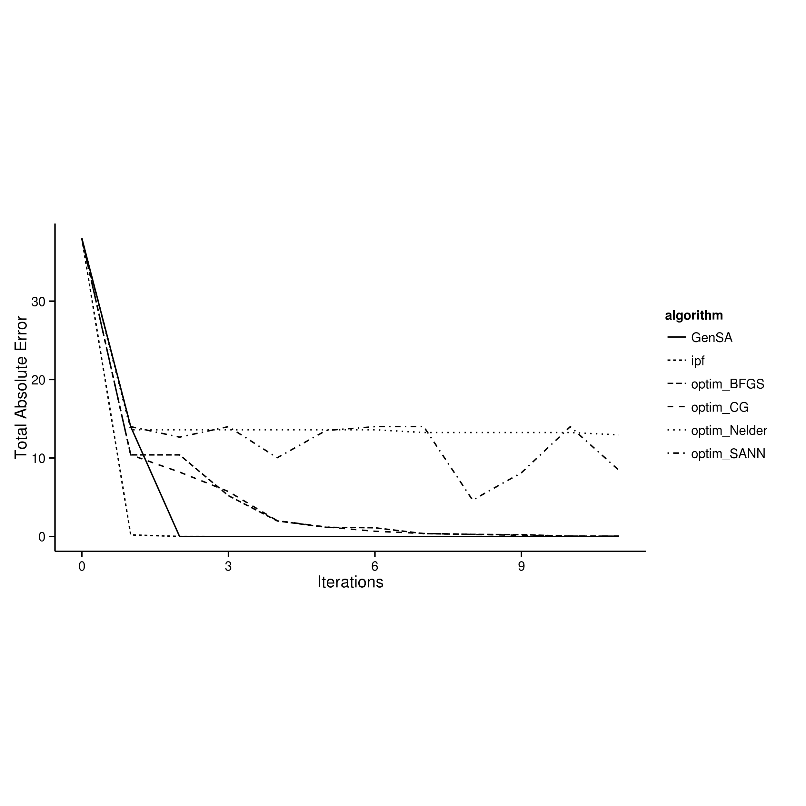 Total Absolute Error
30
20
10
0
0 3 6 9
Iterations
algorithm
GenSA
ipf
optim_BFGS
optim_CG
optim_Nelder
optim_SANN